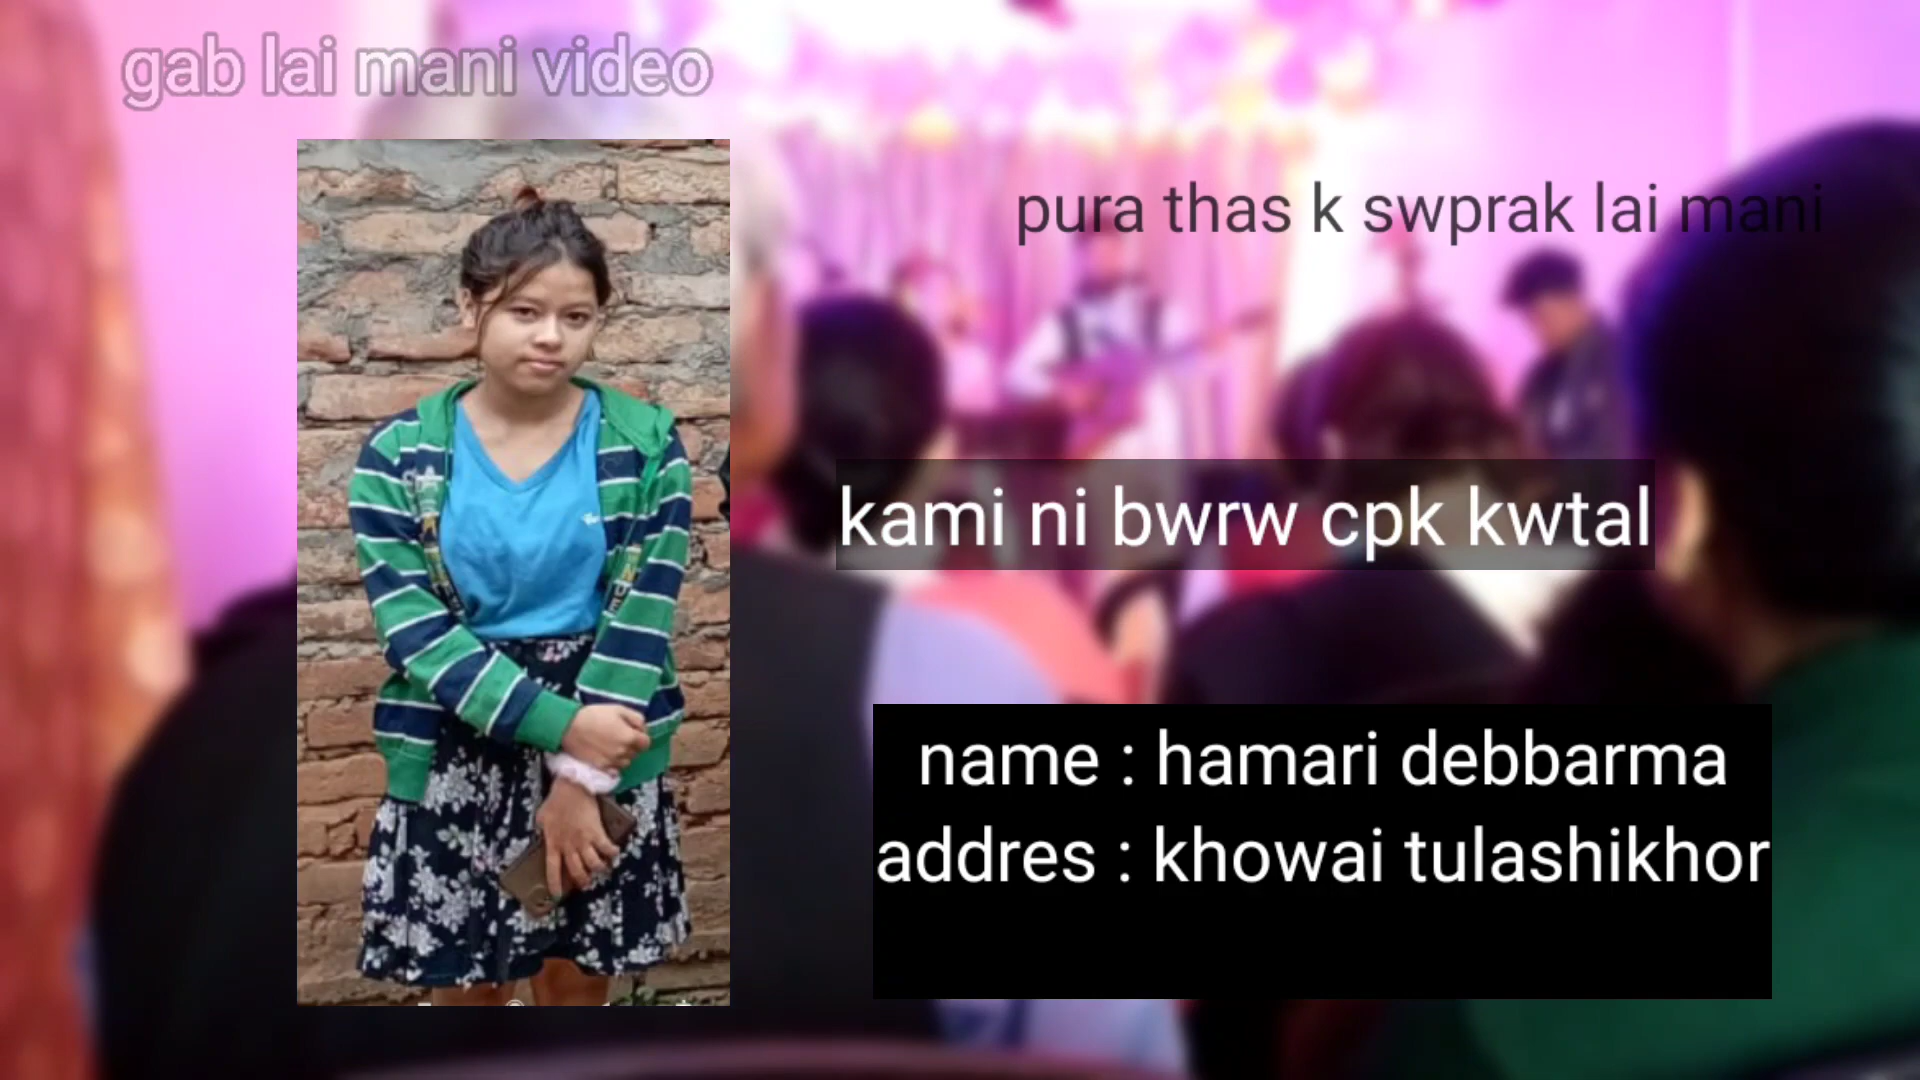 gab lai mani video
pura thas k swprak lai mani
kami ni bwrw cpk kwtal
name : hamari debbarma
addres : khowai tulashikhor